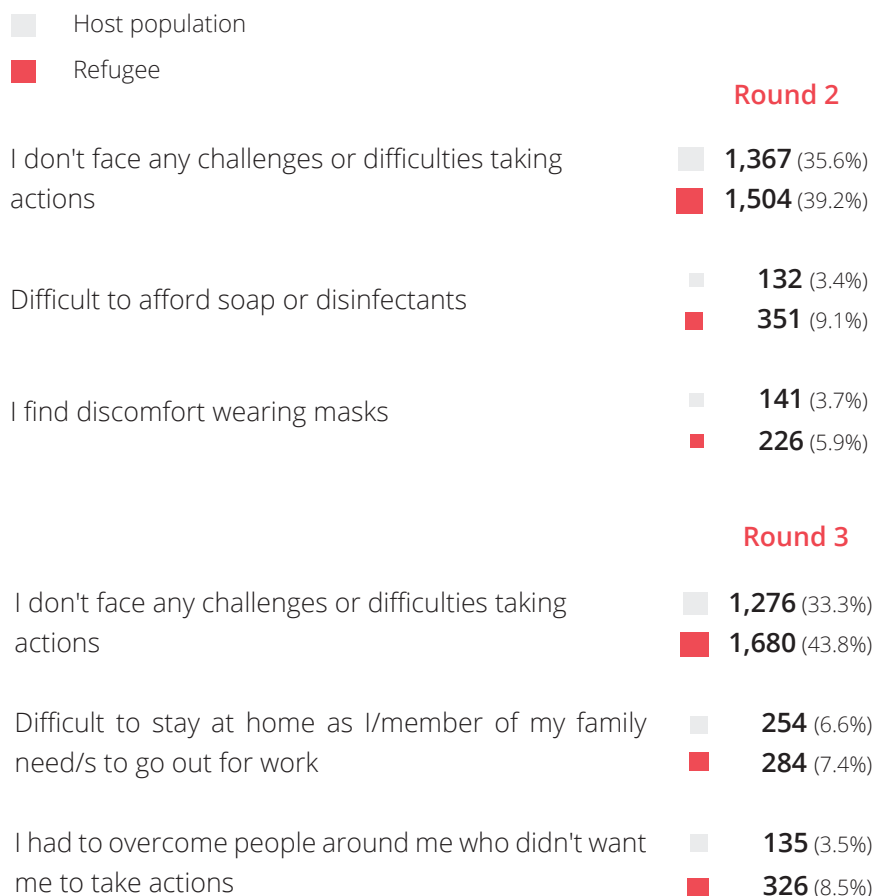 Host population
Refugee
Round 2
I don't face any challenges or difficulties taking
actions
1,367 (35.6%)
1,504 (39.2%)
Difficult to afford soap or disinfectants
132 (3.4%)
351 (9.1%)
I find discomfort wearing masks
141 (3.7%)
226 (5.9%)
Round 3
I don't face any challenges or difficulties taking
actions
1,276 (33.3%)
1,680 (43.8%)
Difficult to stay at home as I/member of my family
need/s to go out for work
254 (6.6%)
284 (7.4%)
I had to overcome people around me who didn't want
me to take actions
135 (3.5%)
326 (8.5%)